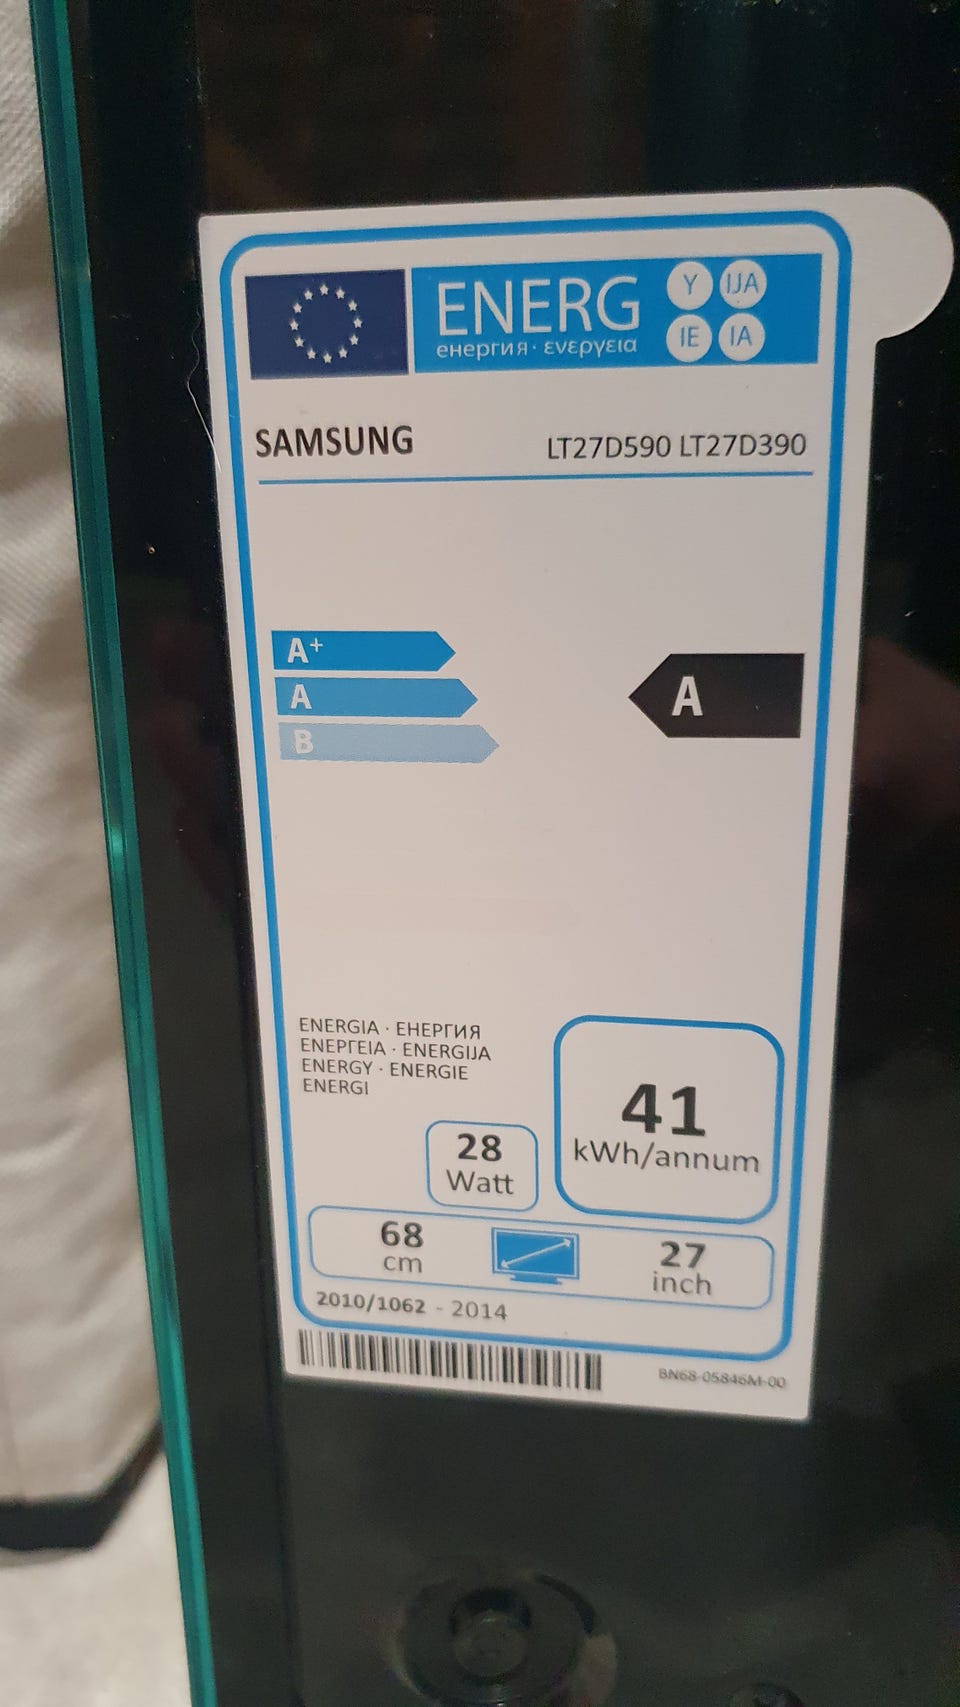 ENERG Y IJA
енергия · ενεργεια IE IA
SAMSUNG LT27D590 LT27D390
A+
A
A
B
ENERGIA · ЕНЕРГИЯ
ΕΝΕΡΓΕΙΑ · ENERGIJA
ENERGY · ENERGIE
ENERGI
41
kWh/annum
28
Watt
68
cm
27
inch
2010/1062 - 2014
BN68-05846M-00